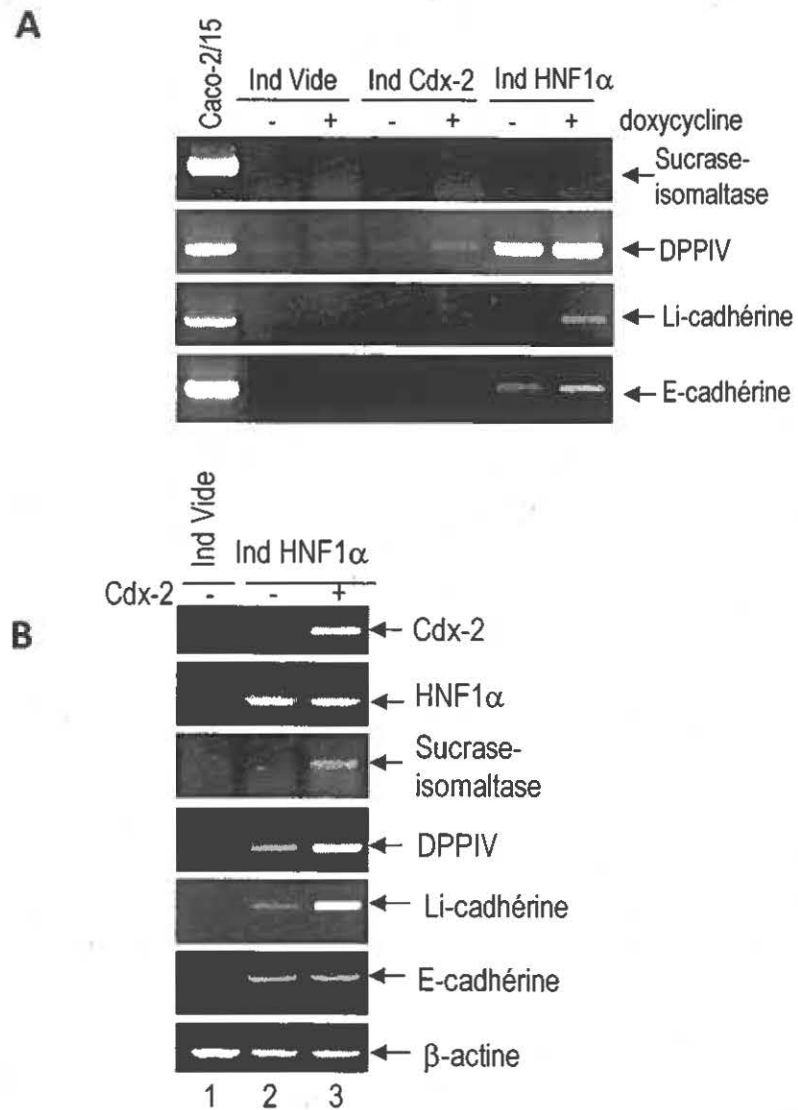 A
Caco-2/15
Ind Vide Ind Cdx-2 Ind HNF1α
- + - + - + doxycycline
Sucrase-
isomaltase
DPPIV
Li-cadhérine
E-cadhérine
B
Ind Vide
Ind HNF1α
Cdx-2 - - +
Cdx-2
HNF1α
Sucrase-
isomaltase
DPPIV
Li-cadhérine
E-cadhérine
β-actine
1 2 3